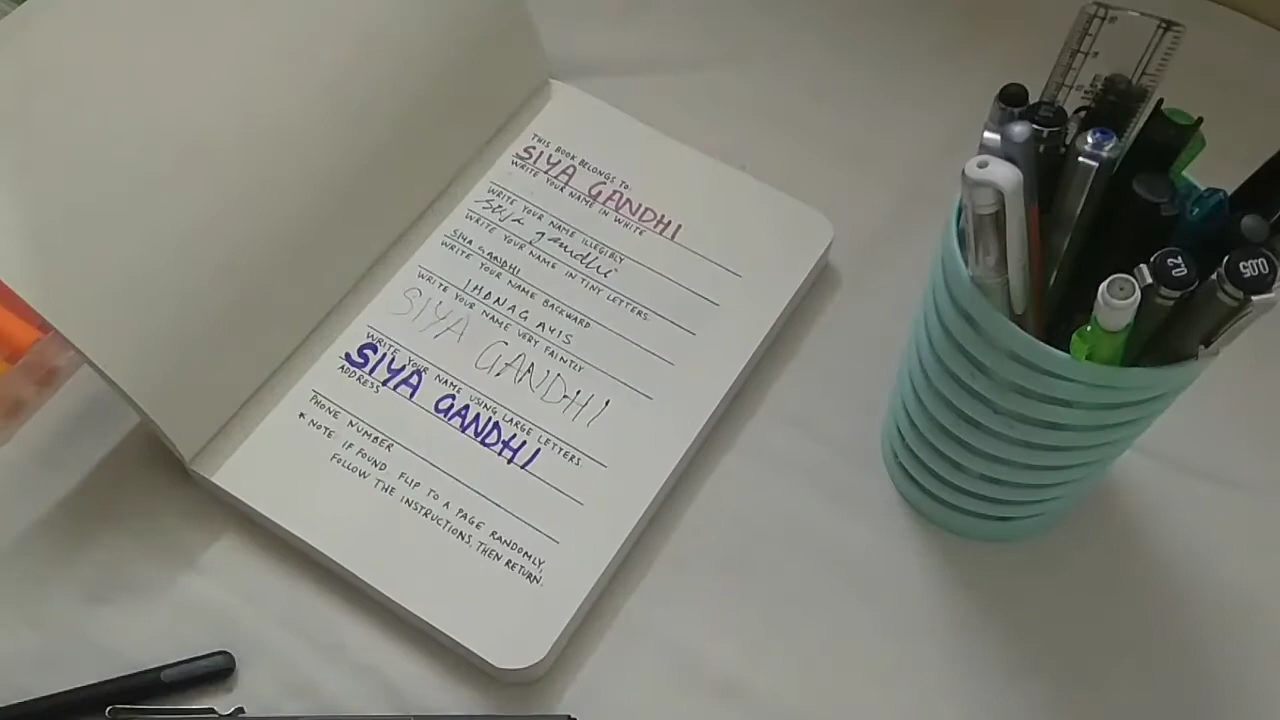 THIS BOOK BELONGS TO:
SIYA GANDHI
WRITE YOUR NAME IN WHITE
WRITE YOUR NAME ILLEGIBLY
siya gandhi
WRITE YOUR NAME IN TINY LETTERS.
SIYA GANDHI
WRITE YOUR NAME BACKWARD
IHDNAG AYIS
WRITE YOUR NAME VERY FAINTLY
SIYA GANDHI
WRITE YOUR NAME USING LARGE LETTERS.
SIYA GANDHI
ADDRESS
PHONE NUMBER
* NOTE: IF FOUND, FLIP TO A PAGE RANDOMLY,
FOLLOW THE INSTRUCTIONS, THEN RETURN.
0.2
0.05